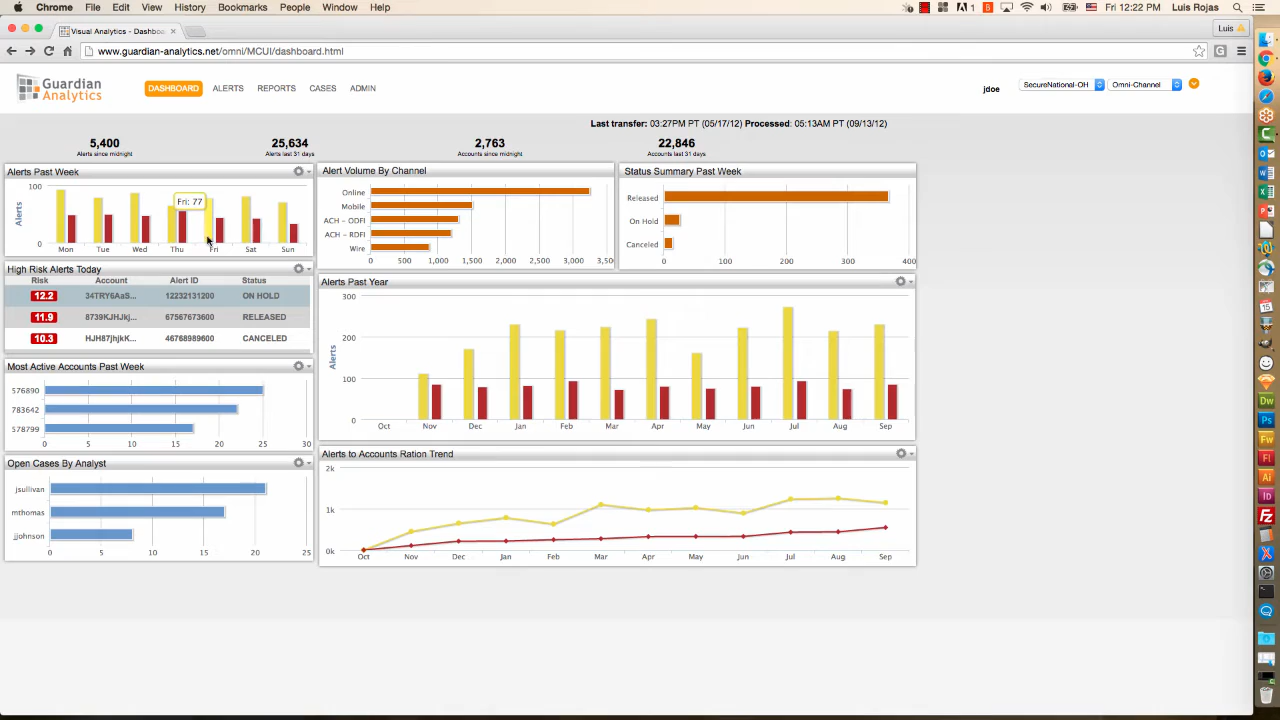 Chrome File Edit View History Bookmarks People Window Help
1 5 Fri 12:22 PM Luis Rojas
Visual Analytics - Dashboa
Luis
www.guardian-analytics.net/omni/MCUI/dashboard.html
Guardian Analytics
DASHBOARD ALERTS REPORTS CASES ADMIN
jdoe SecureNational-OH Omni-Channel
Last transfer: 03:27PM PT (05/17/12) Processed: 05:13AM PT (09/13/12)
5,400 25,634 2,763 22,846
Alerts since midnight Alerts last 31 days Accounts since midnight Accounts last 31 days
Alerts Past Week
100
Alerts
0
Fri: 77
Mon Tue Wed Thu Fri Sat Sun
Alert Volume By Channel
Online
Mobile
ACH - ODFI
ACH - RDFI
Wire
0 500 1,000 1,500 2,000 2,500 3,000 3,50
Status Summary Past Week
Released
On Hold
Canceled
0 100 200 300 400
High Risk Alerts Today
Risk Account Alert ID Status
12.2 34TRY6AaS... 12232131200 ON HOLD
11.9 8739KJHJkj... 67567673600 RELEASED
10.3 HJH87jhjkK... 46768989600 CANCELED
Alerts Past Year
300
200
100
0
Alerts
Oct Nov Dec Jan Feb Mar Apr May Jun Jul Aug Sep
Most Active Accounts Past Week
576890
783642
578799
0 5 10 15 20 25 30
Open Cases By Analyst
jsullivan
mthomas
jjohnson
0 5 10 15 20 25
Alerts to Accounts Ration Trend
2k
1k
0k
Oct Nov Dec Jan Feb Mar Apr May Jun Jul Aug Sep
15
Dw
Ps
Fw
Fl
Ai
Id
Fz